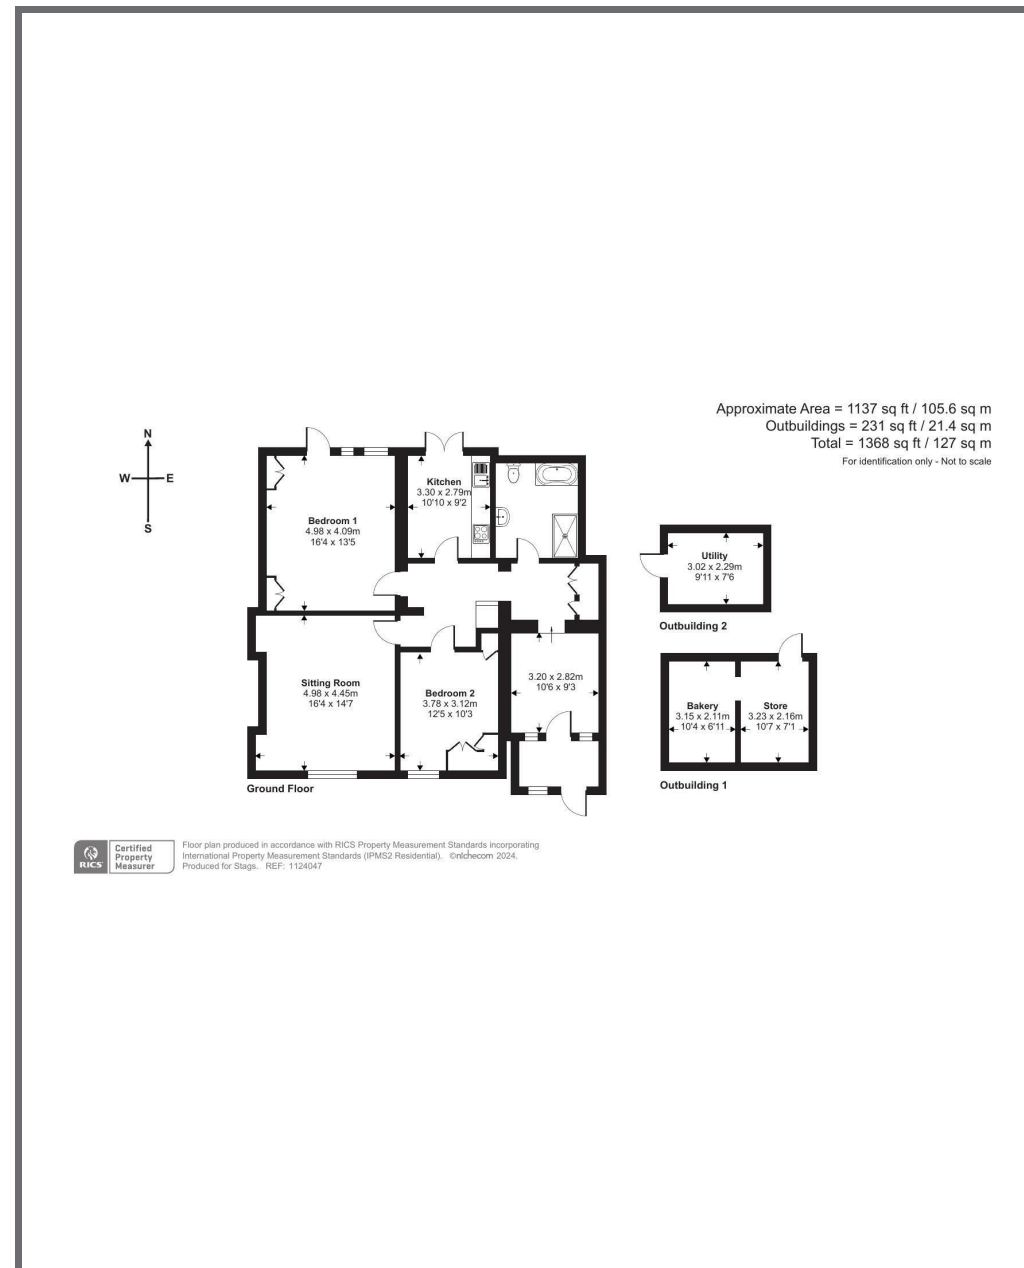 Approximate Area = 1137 sq ft / 105.6 sq m
Outbuildings = 231 sq ft / 21.4 sq m
Total = 1368 sq ft / 127 sq m
For identification only - Not to scale
N
W
E
S
Kitchen
3.30 x 2.79m
10'10 x 9'2
Bedroom 1
4.98 x 4.09m
16'4 x 13'5
Utility
3.02 x 2.29m
9'11 x 7'6
Outbuilding 2
Sitting Room
4.98 x 4.45m
16'4 x 14'7
Bedroom 2
3.78 x 3.12m
12'5 x 10'3
3.20 x 2.82m
10'6 x 9'3
Bakery
3.15 x 2.11m
10'4 x 6'11
Store
3.23 x 2.16m
10'7 x 7'1
Ground Floor
Outbuilding 1
RICS
Certified
Property
Measurer
Floor plan produced in accordance with RICS Property Measurement Standards incorporating
International Property Measurement Standards (IPMS2 Residential). ©nichecom 2024.
Produced for Stags. REF: 1124047